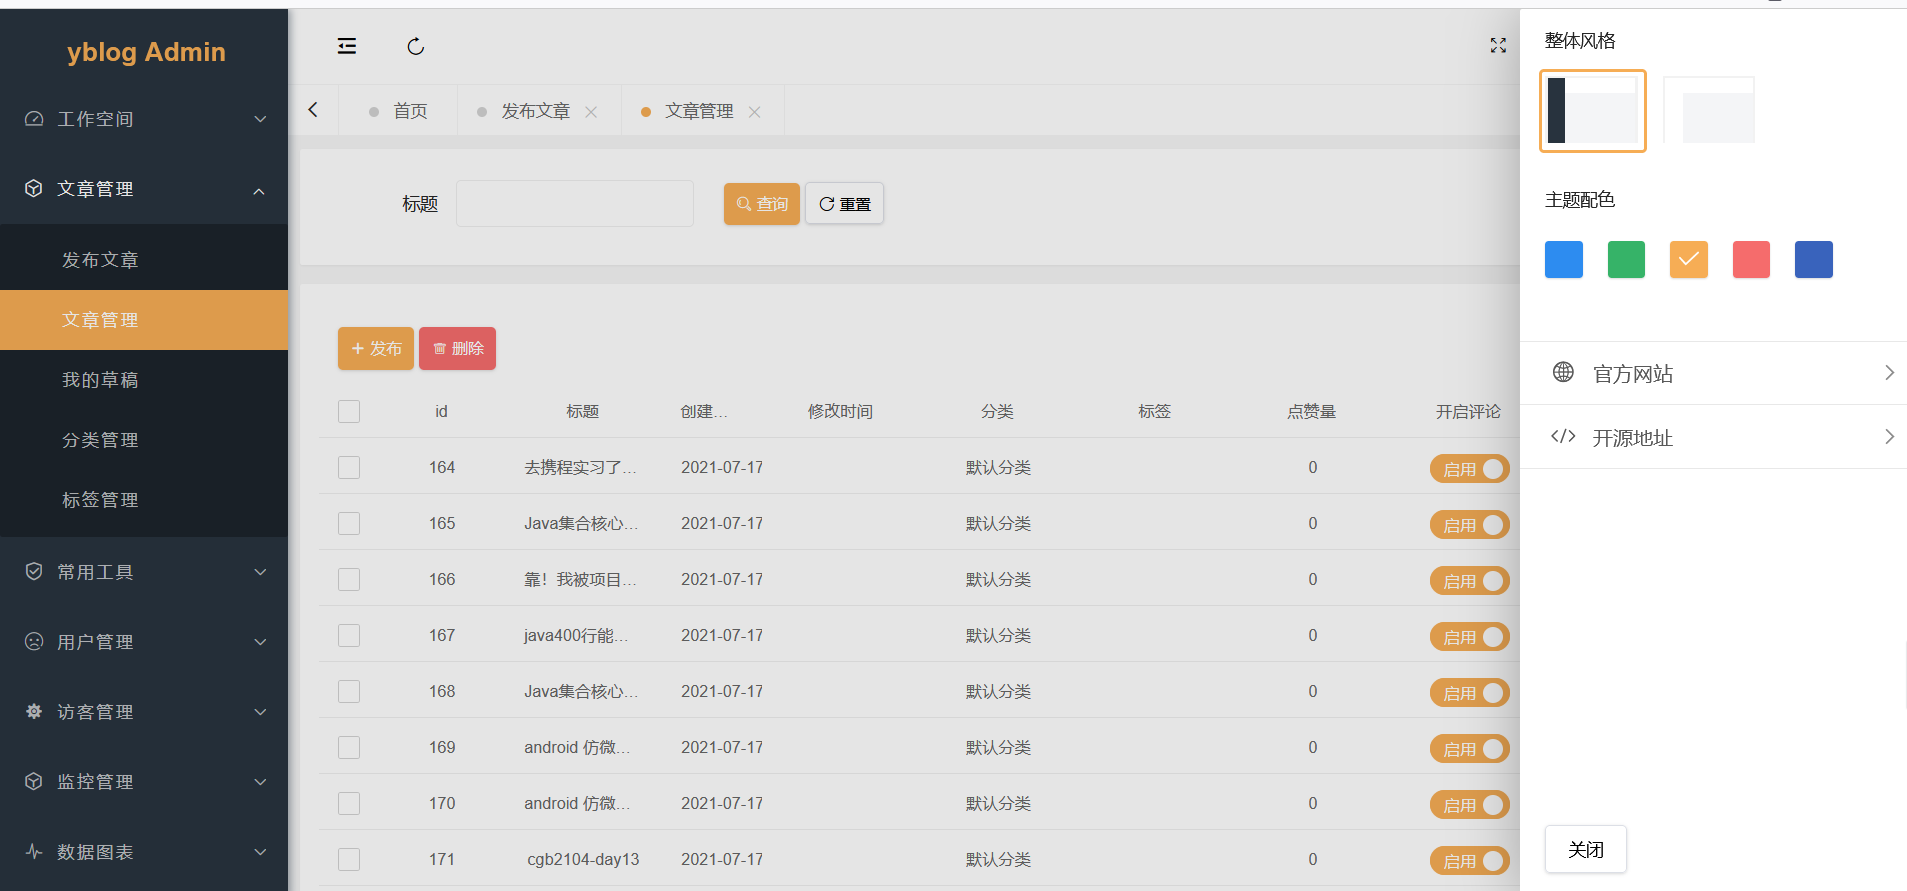 yblog Admin
工作空间
文章管理
发布文章
文章管理
我的草稿
分类管理
标签管理
常用工具
用户管理
访客管理
监控管理
数据图表
首页
发布文章
文章管理
标题
查询
重置
发布
删除
id 标题 创建... 修改时间 分类 标签 点赞量 开启评论
164 去携程实习了... 2021-07-17 默认分类 0 启用
165 Java集合核心... 2021-07-17 默认分类 0 启用
166 靠！我被项目... 2021-07-17 默认分类 0 启用
167 java400行能... 2021-07-17 默认分类 0 启用
168 Java集合核心... 2021-07-17 默认分类 0 启用
169 android 仿微... 2021-07-17 默认分类 0 启用
170 android 仿微... 2021-07-17 默认分类 0 启用
171 cgb2104-day13 2021-07-17 默认分类 0 启用
整体风格
主题配色
官方网站
开源地址
关闭